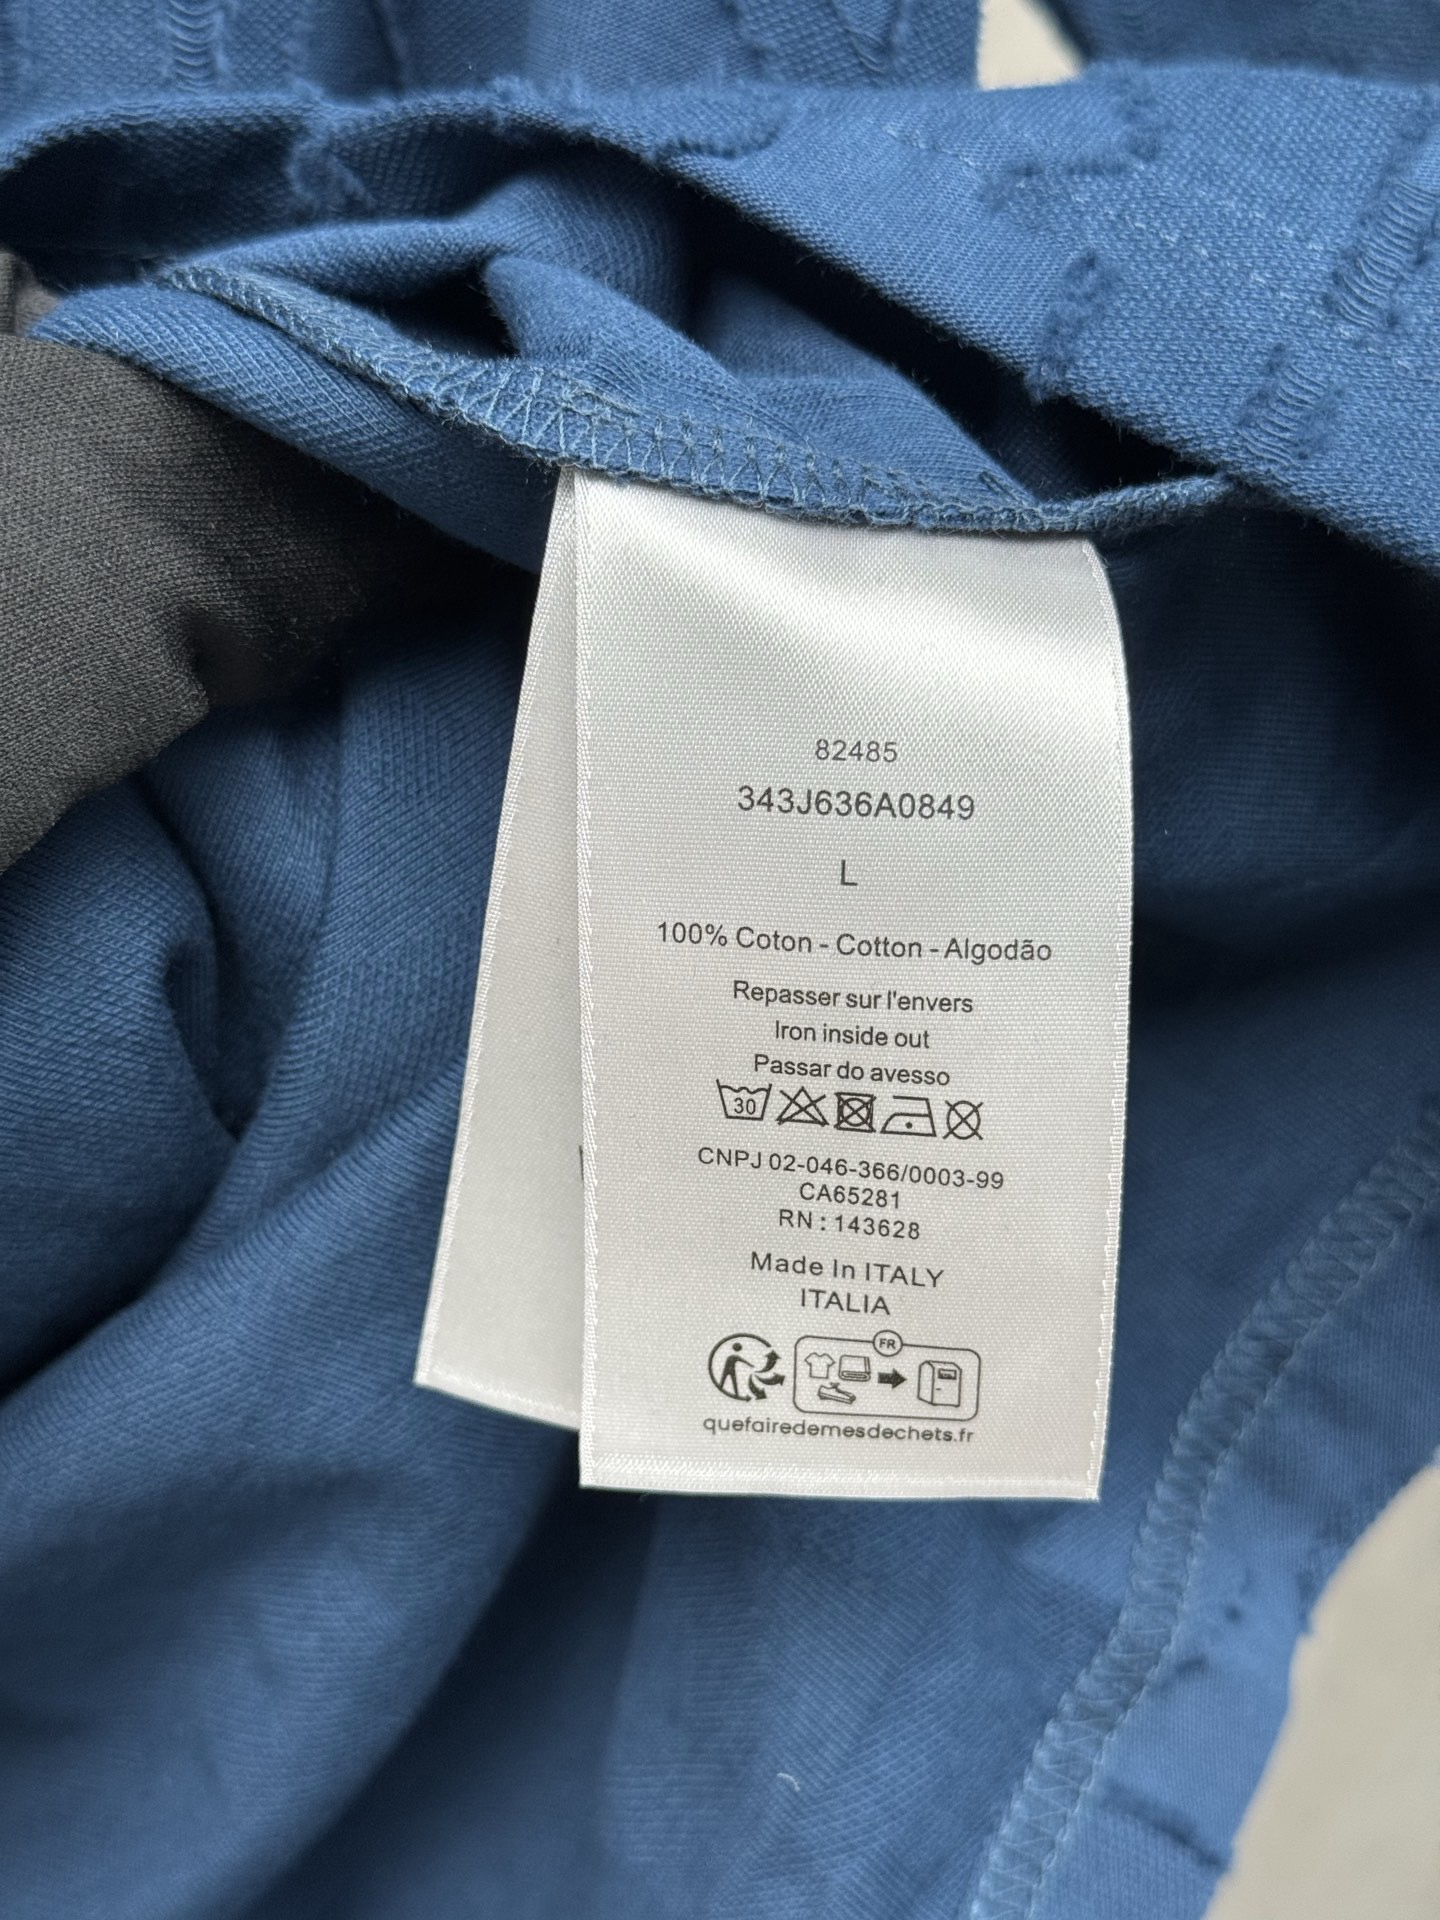 82485
343J636A0849
L
100% Coton - Cotton - Algodão
Repasser sur l'envers
Iron inside out
Passar do avesso
30
CNPJ 02-046-366/0003-99
CA65281
RN : 143628
Made In ITALY
ITALIA
FR
quefairedemesdechets.fr